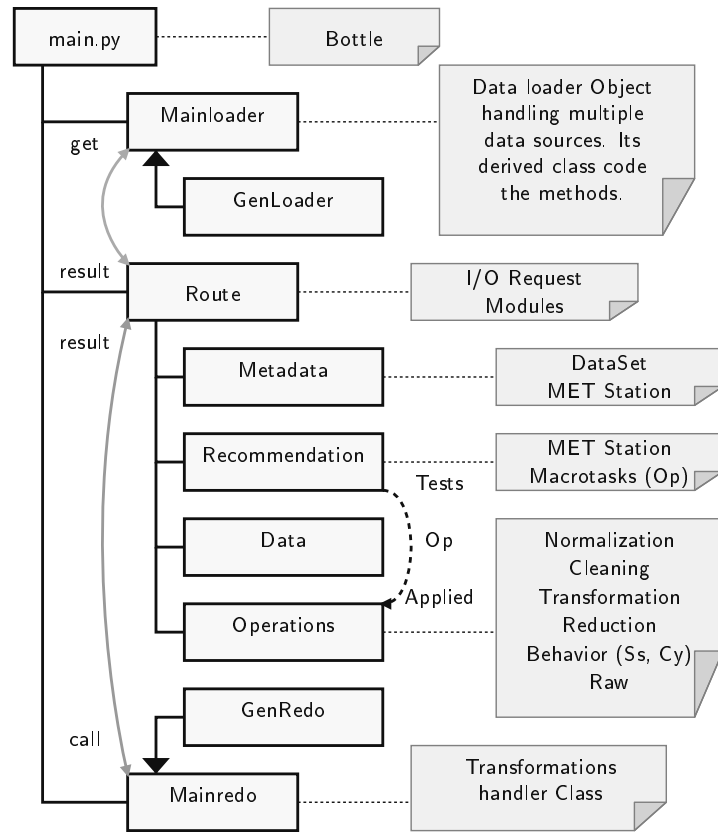 main.py
Bottle
Mainloader
Data loader Object
handling multiple
data sources. Its
derived class code
the methods.
get
GenLoader
result
Route
I/O Request
Modules
result
Metadata
DataSet
MET Station
Recommendation
MET Station
Macrotasks (Op)
Tests
Data
Op
Normalization
Cleaning
Transformation
Reduction
Behavior (Ss, Cy)
Raw
Applied
Operations
GenRedo
call
Mainredo
Transformations
handler Class